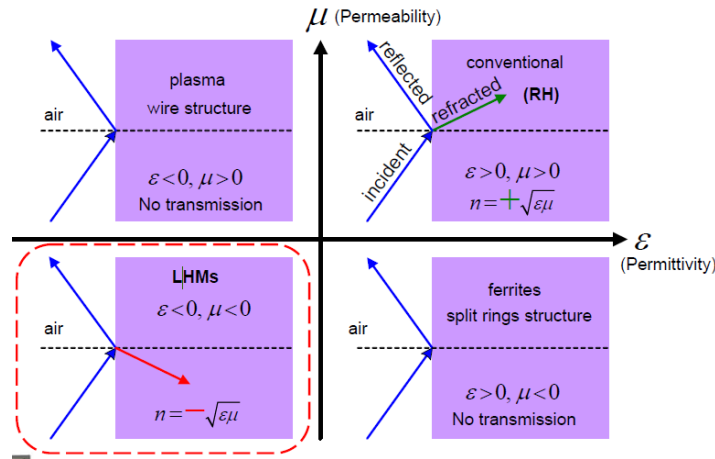 μ (Permeability)
plasma
wire structure
air
ε<0, μ>0
No transmission
conventional
(RH)
reflected
refracted
air
incident
ε>0, μ>0
n=+√εμ
ε
(Permittivity)
LHMs
ε<0, μ<0
air
n=−√εμ
ferrites
split rings structure
air
ε>0, μ<0
No transmission